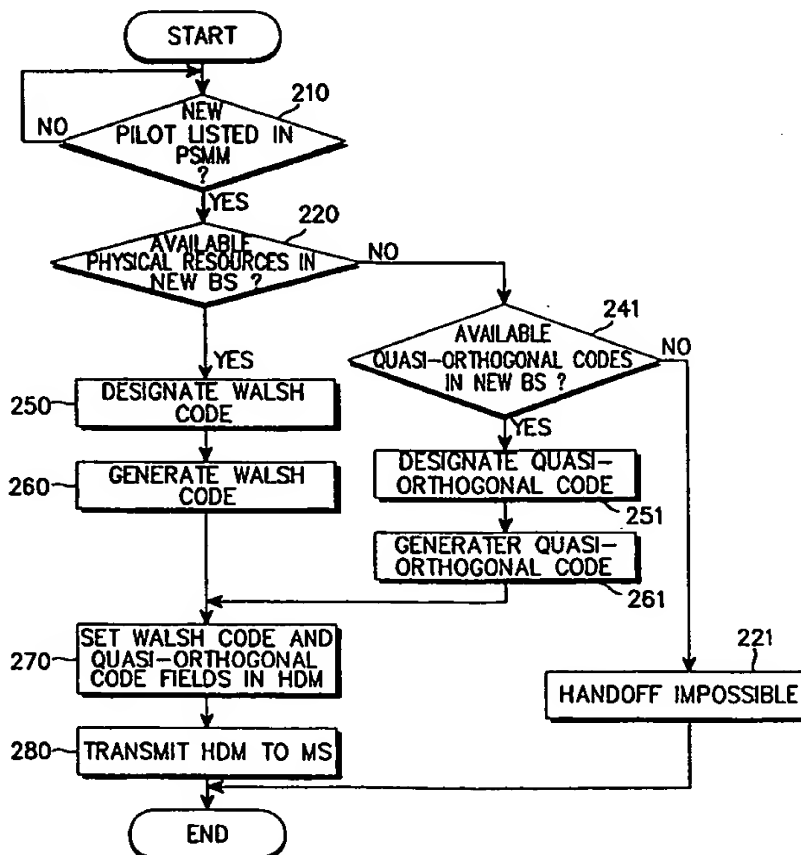 START
210
NEW
PILOT LISTED IN
PSMM
?
NO
YES
220
AVAILABLE
PHYSICAL RESOURCES IN
NEW BS ?
NO
YES
241
AVAILABLE
QUASI-ORTHOGONAL CODES
IN NEW BS ?
NO
YES
250
DESIGNATE WALSH
CODE
DESIGNATE QUASI-
ORTHOGONAL CODE
251
260
GENERATE WALSH
CODE
GENERATER QUASI-
ORTHOGONAL CODE
261
270
SET WALSH CODE AND
QUASI-ORTHOGONAL
CODE FIELDS IN HDM
221
HANDOFF IMPOSSIBLE
280
TRANSMIT HDM TO MS
END